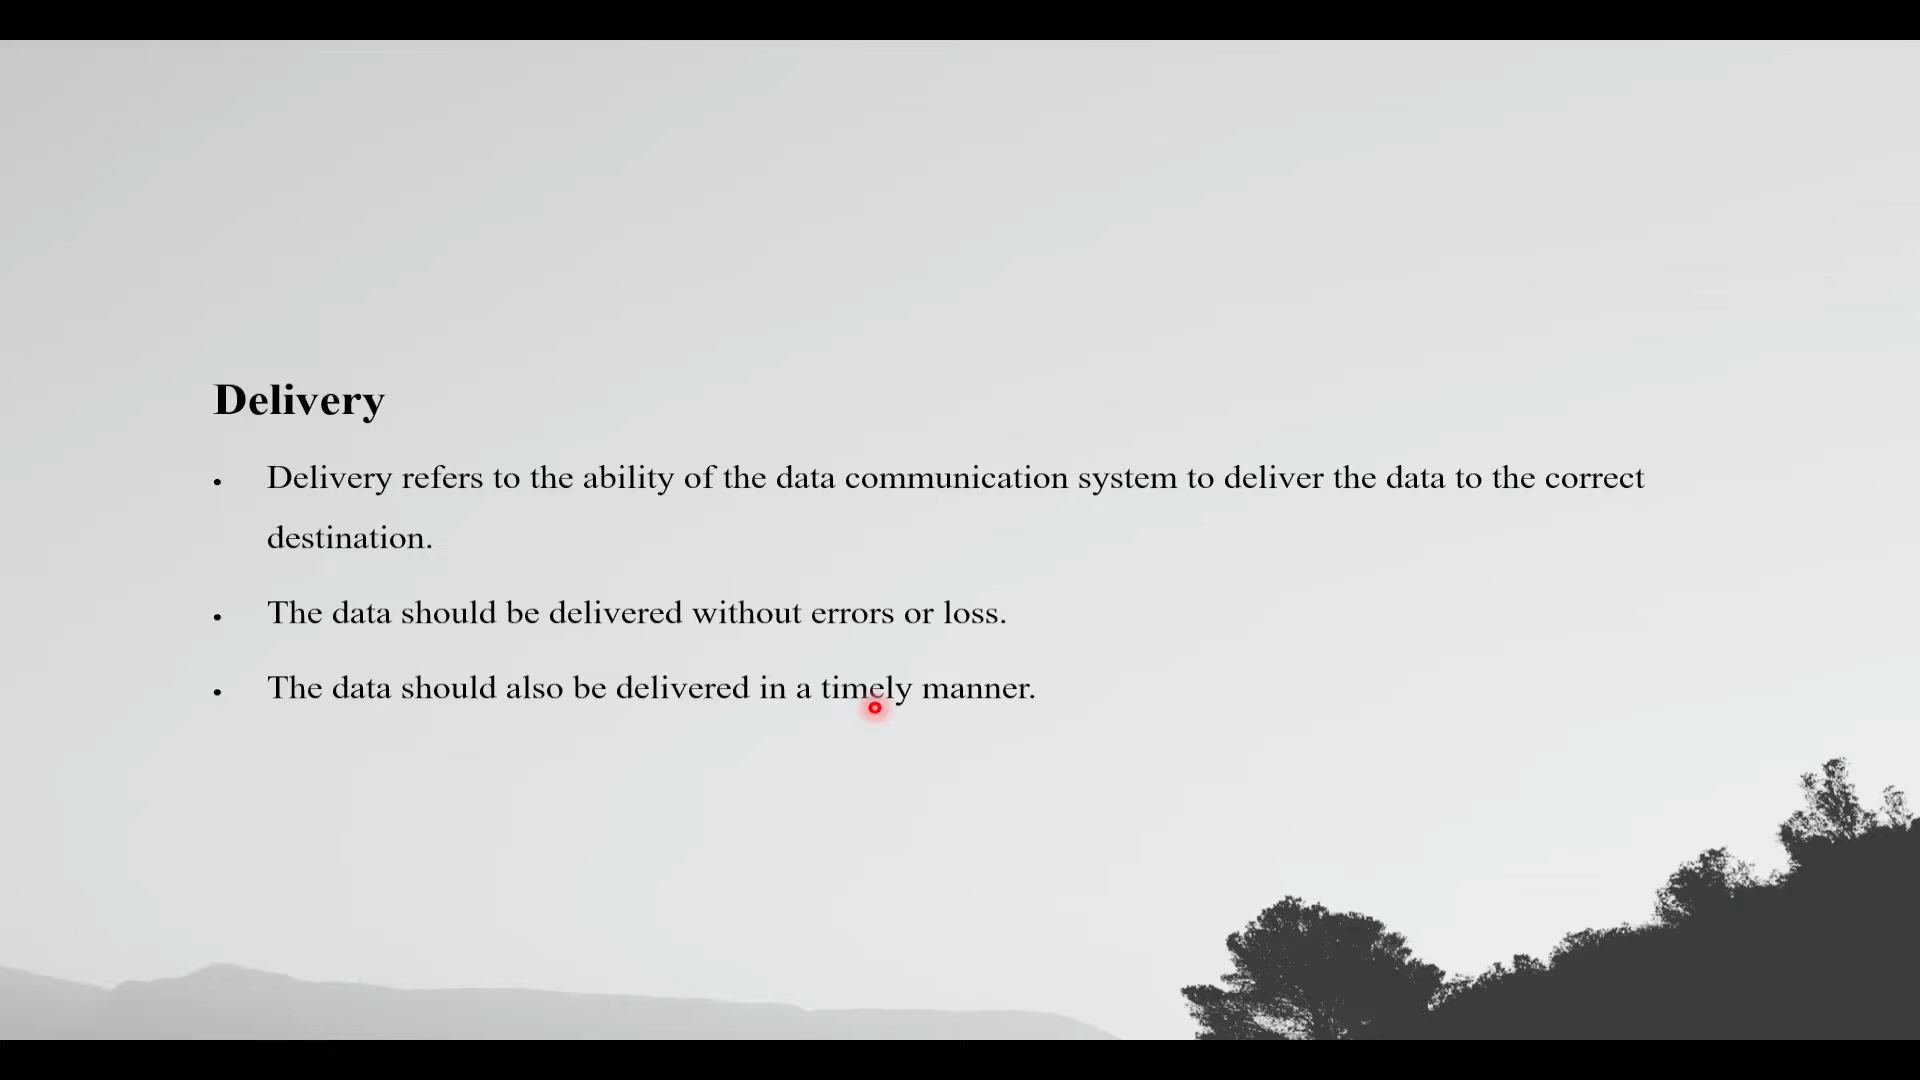 Delivery
• Delivery refers to the ability of the data communication system to deliver the data to the correct
destination.
• The data should be delivered without errors or loss.
• The data should also be delivered in a timely manner.